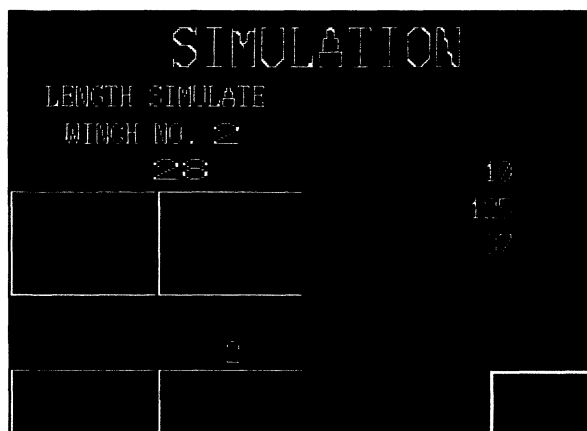 SIMULATION
LENGTH SIMULATE
WINCH NO. 2
28
10
2